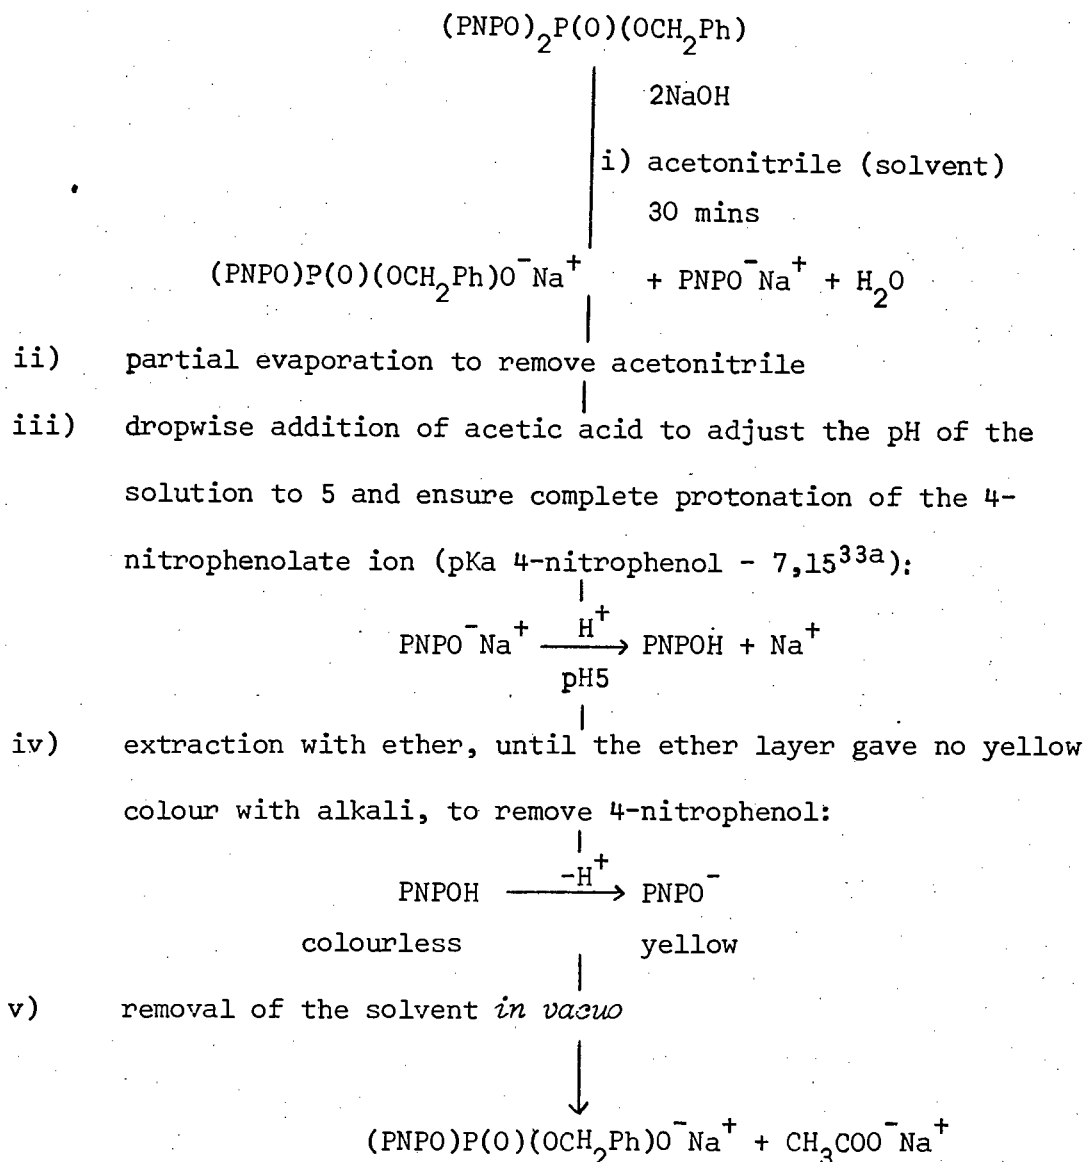 (PNPO)₂P(O)(OCH₂Ph)
2NaOH
i) acetonitrile (solvent)
30 mins
(PNPO)P(O)(OCH₂Ph)O⁻Na⁺ + PNPO⁻Na⁺ + H₂O
ii) partial evaporation to remove acetonitrile
iii) dropwise addition of acetic acid to adjust the pH of the
solution to 5 and ensure complete protonation of the 4-
nitrophenolate ion (pKa 4-nitrophenol - 7,15³³ᵃ):
PNPO⁻Na⁺ H⁺ → PNPOH + Na⁺
pH5
iv) extraction with ether, until the ether layer gave no yellow
colour with alkali, to remove 4-nitrophenol:
PNPOH -H⁺ → PNPO⁻
colourless yellow
v) removal of the solvent in vacuo
(PNPO)P(O)(OCH₂Ph)O⁻Na⁺ + CH₃COO⁻Na⁺